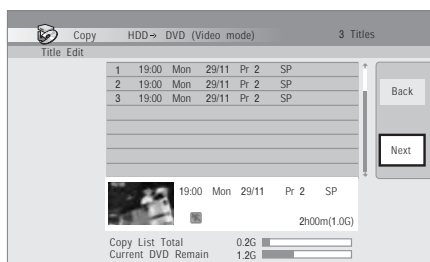 Copy HDD→ DVD (Video mode) 3 Titles
Title Edit
1 19:00 Mon 29/11 Pr 2 SP
2 19:00 Mon 29/11 Pr 2 SP
3 19:00 Mon 29/11 Pr 2 SP
Back
Next
19:00 Mon 29/11 Pr 2 SP
2h00m(1.0G)
Copy List Total 0.2G
Current DVD Remain 1.2G